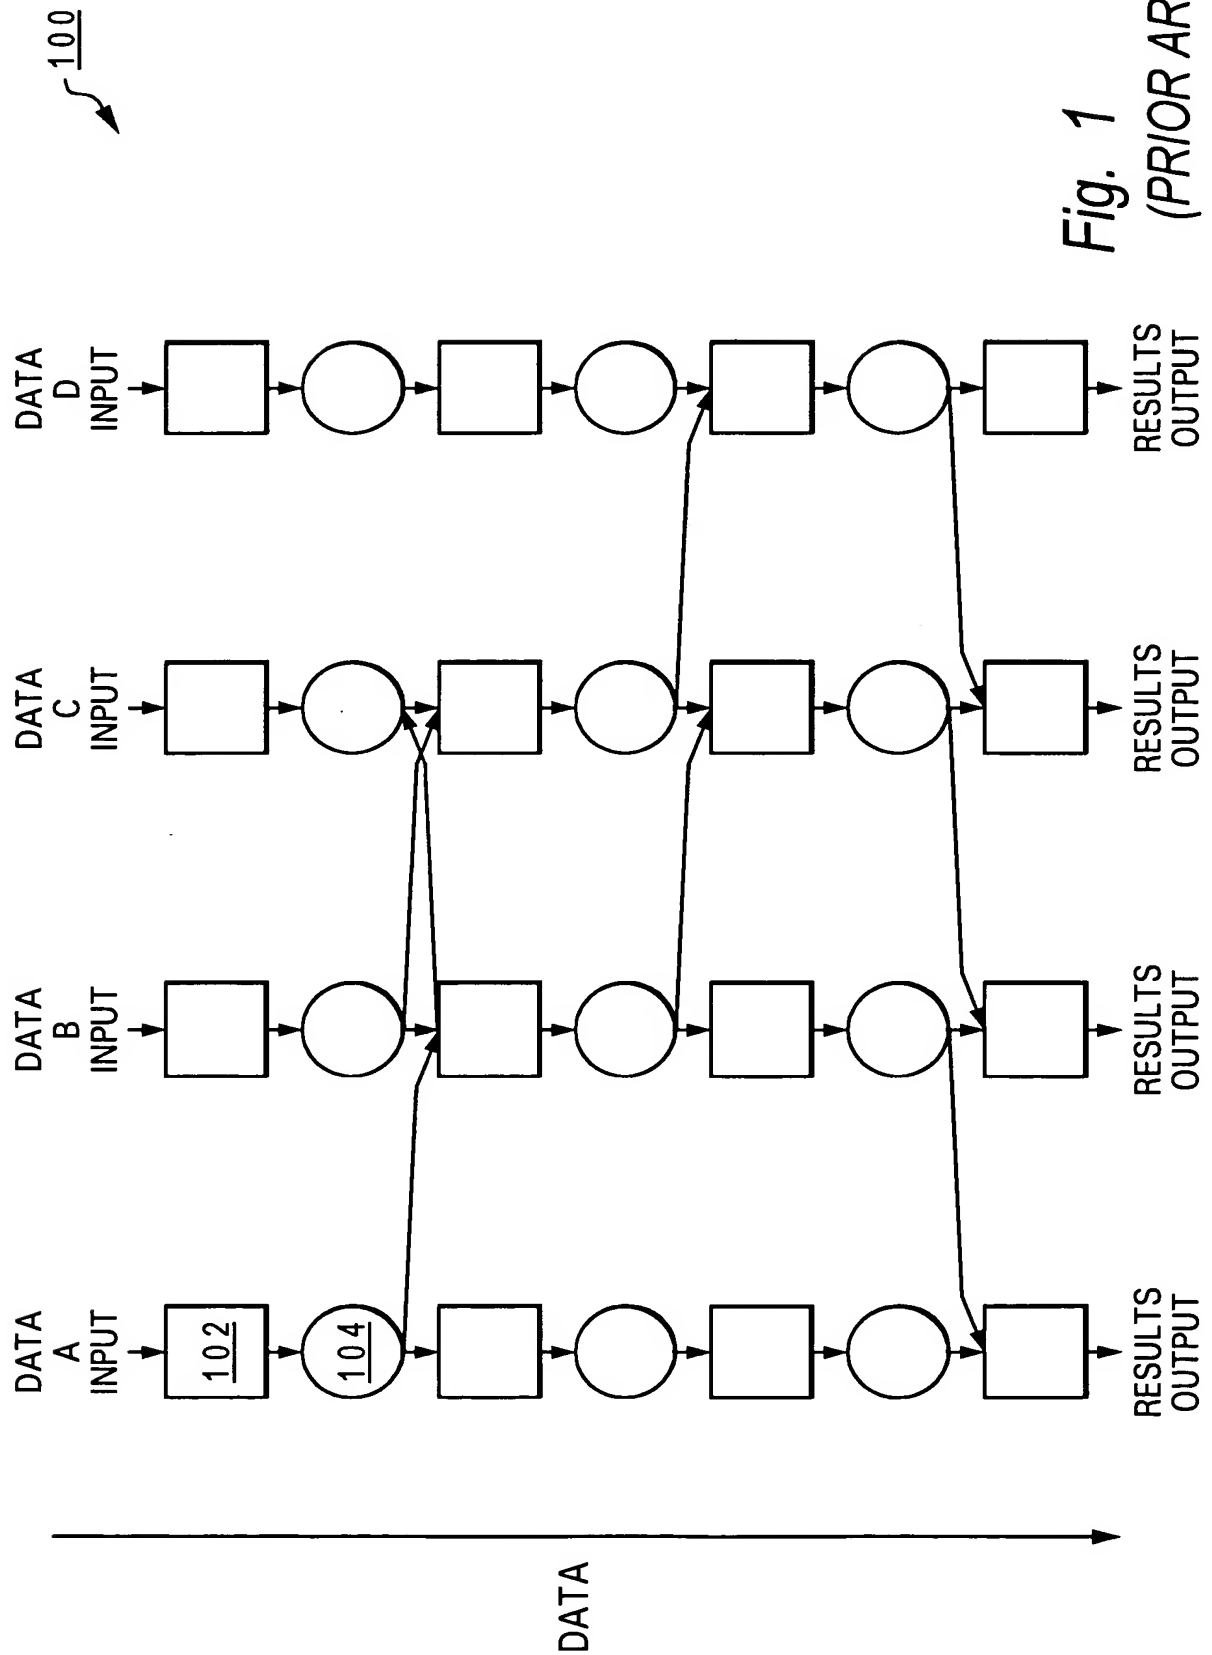 100
DATA
A
INPUT
DATA
B
INPUT
DATA
C
INPUT
DATA
D
INPUT
102
104
DATA
RESULTS
OUTPUT
RESULTS
OUTPUT
RESULTS
OUTPUT
RESULTS
OUTPUT
Fig. 1
(PRIOR AR